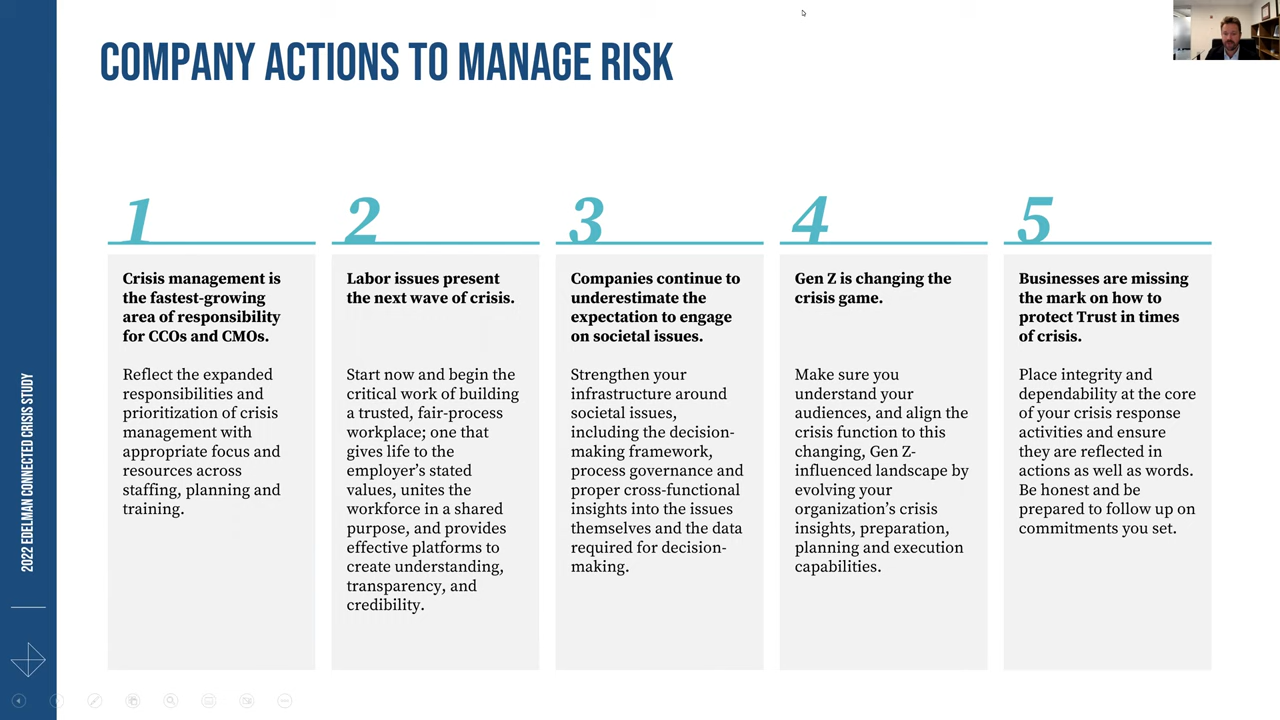 COMPANY ACTIONS TO MANAGE RISK
1
Crisis management is
the fastest-growing
area of responsibility
for CCOs and CMOs.
Reflect the expanded
responsibilities and
prioritization of crisis
management with
appropriate focus and
resources across
staffing, planning and
training.
2
Labor issues present
the next wave of crisis.
Start now and begin the
critical work of building
a trusted, fair-process
workplace; one that
gives life to the
employer’s stated
values, unites the
workforce in a shared
purpose, and provides
effective platforms to
create understanding,
transparency, and
credibility.
3
Companies continue to
underestimate the
expectation to engage
on societal issues.
Strengthen your
infrastructure around
societal issues,
including the decision-
making framework,
process governance and
proper cross-functional
insights into the issues
themselves and the data
required for decision-
making.
4
Gen Z is changing the
crisis game.
Make sure you
understand your
audiences, and align the
crisis function to this
changing, Gen Z-
influenced landscape by
evolving your
organization’s crisis
insights, preparation,
planning and execution
capabilities.
5
Businesses are missing
the mark on how to
protect Trust in times
of crisis.
Place integrity and
dependability at the core
of your crisis response
activities and ensure
they are reflected in
actions as well as words.
Be honest and be
prepared to follow up on
commitments you set.
2022 EDELMAN CONNECTED CRISIS STUDY